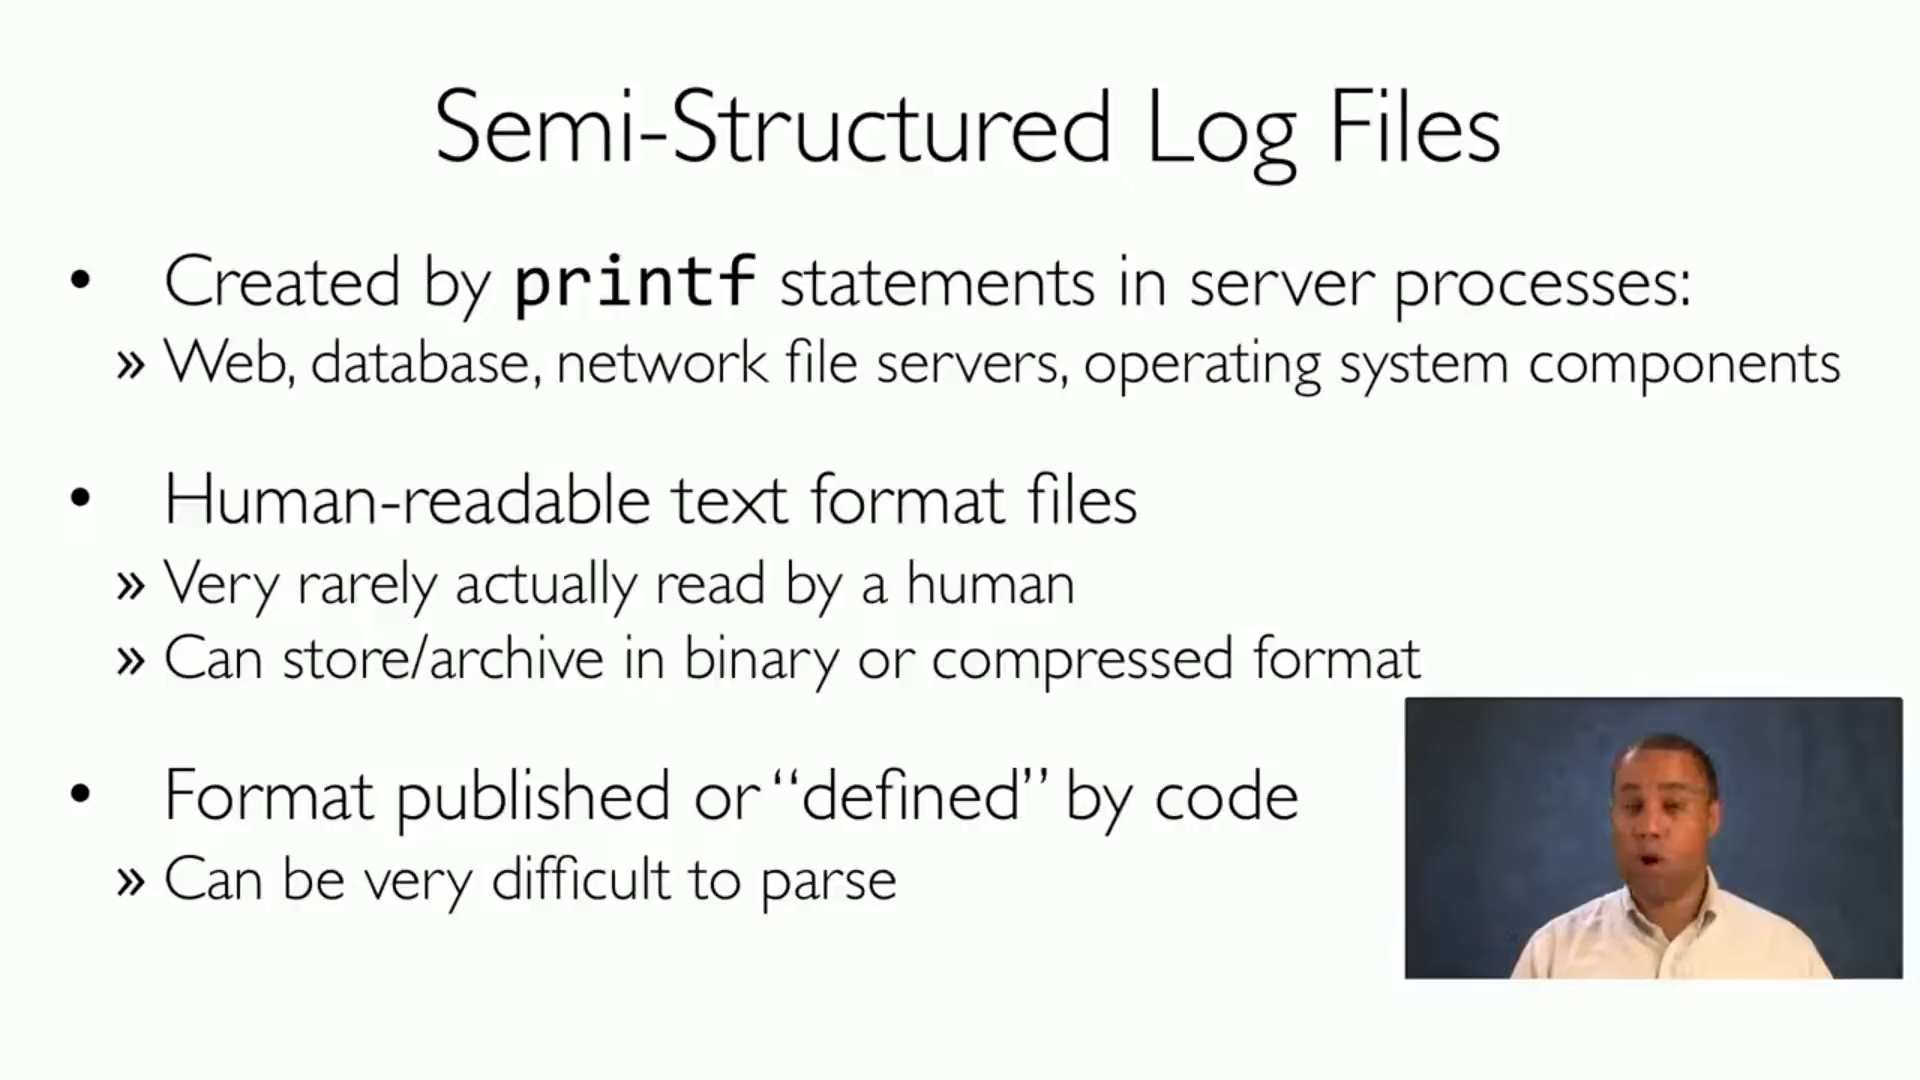 Semi-Structured Log Files
• Created by printf statements in server processes:
» Web, database, network file servers, operating system components
• Human-readable text format files
» Very rarely actually read by a human
» Can store/archive in binary or compressed format
• Format published or “defined” by code
» Can be very difficult to parse